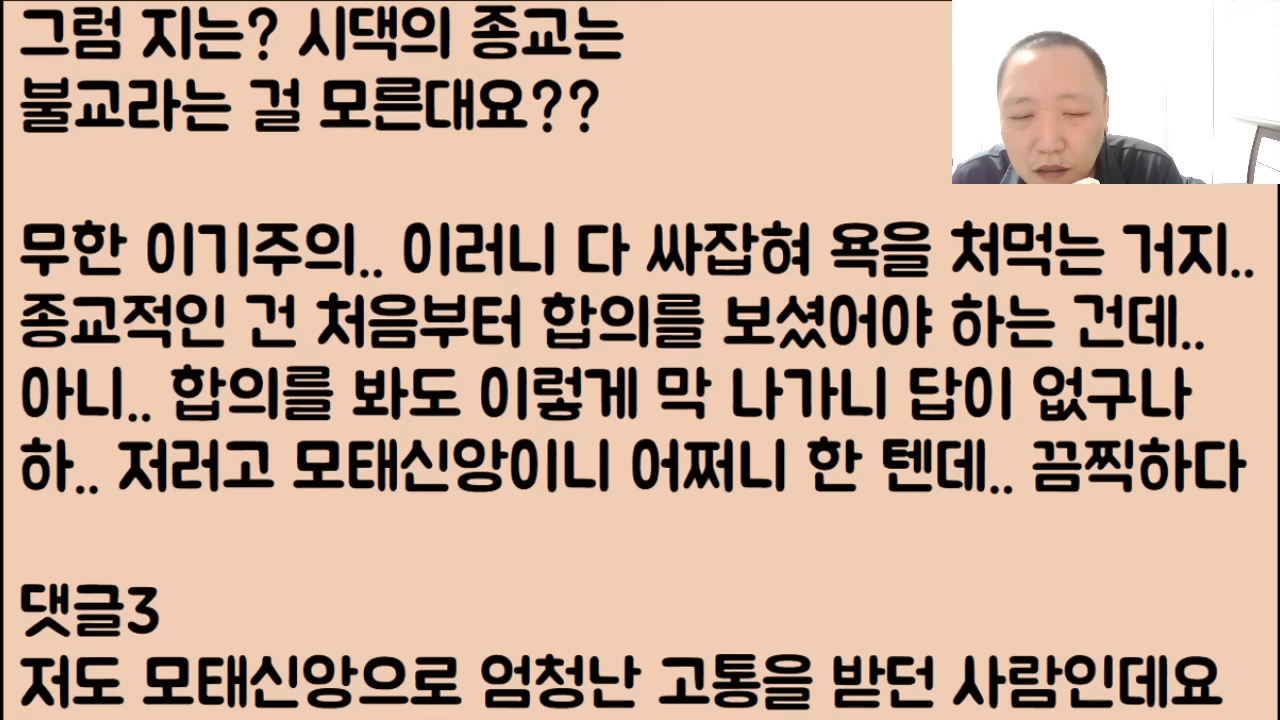 그럼 지는? 시댁의 종교는
불교라는 걸 모른대요??
무한 이기주의.. 이러니 다 싸잡혀 욕을 처먹는 거지..
종교적인 건 처음부터 합의를 보셨어야 하는 건데..
아니.. 합의를 봐도 이렇게 막 나가니 답이 없구나
하.. 저러고 모태신앙이니 어쩌니 한 텐데.. 끔찍하다
댓글3
저도 모태신앙으로 엄청난 고통을 받던 사람인데요